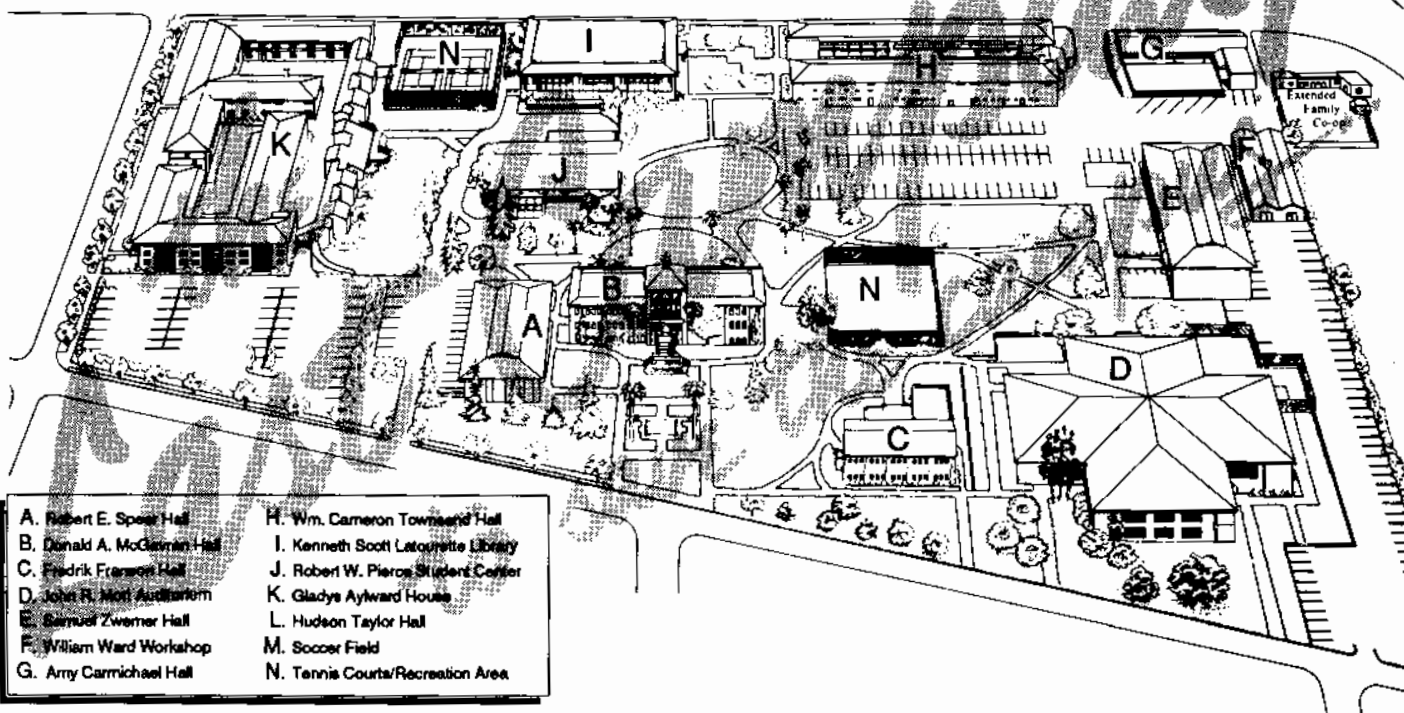 N
I
H
G
Extended
Family
Co-op
K
J
E
F
B
N
A
D
C
A. Robert E. Speer Hall
B. Donald A. McGavran Hall
C. Fredrik Franson Hall
D. John R. Mott Auditorium
E. Samuel Zwemer Hall
F. William Ward Workshop
G. Amy Carmichael Hall
H. Wm. Cameron Townsend Hall
I. Kenneth Scott Latourette Library
J. Robert W. Pierce Student Center
K. Gladys Aylward House
L. Hudson Taylor Hall
M. Soccer Field
N. Tennis Courts/Recreation Area